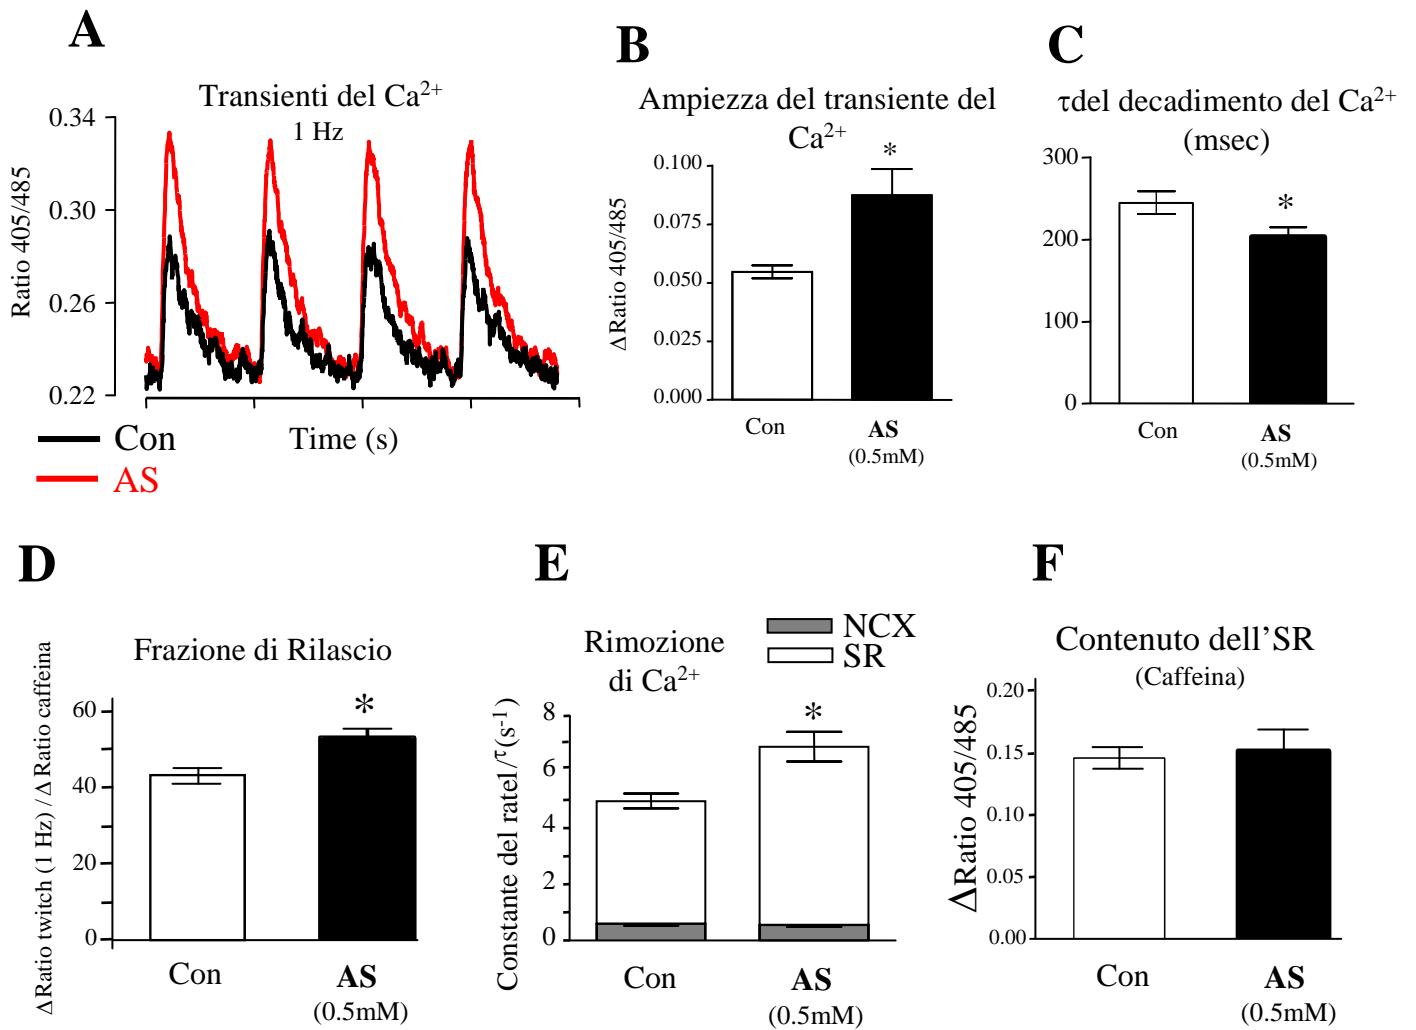 A
Transienti del Ca2+
1 Hz
Ratio 405/485
0.34
0.30
0.26
0.22
Time (s)
Con
AS
B
Ampiezza del transiente del
Ca2+
ΔRatio 405/485
0.100
0.075
0.050
0.025
0.000
*
Con
AS
(0.5mM)
C
τdel decadimento del Ca2+
(msec)
300
200
100
0
*
Con
AS
(0.5mM)
D
Frazione di Rilascio
ΔRatio twitch (1 Hz) / Δ Ratio caffeina
60
40
20
0
*
Con
AS
(0.5mM)
E
Rimozione
di Ca2+
NCX
SR
Constante del ratel/τ(s-1)
8
6
4
2
0
*
Con
AS
(0.5mM)
F
Contenuto dell’SR
(Caffeina)
ΔRatio 405/485
0.20
0.15
0.10
0.05
0.00
Con
AS
(0.5mM)